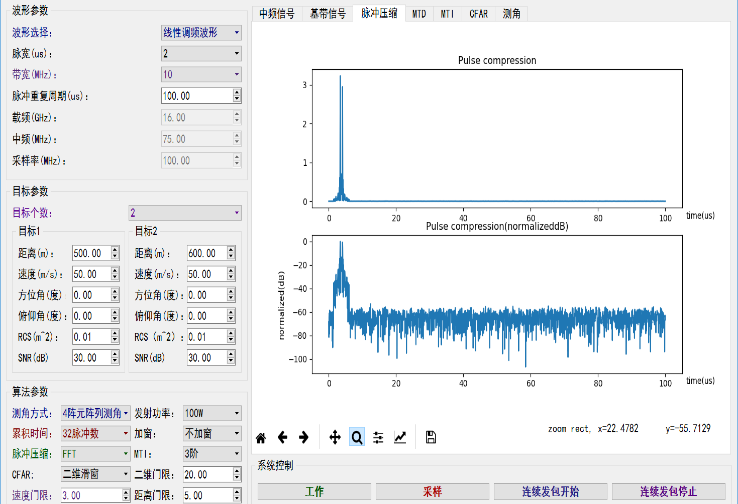 波形参数
波形选择: 线性调频波形
脉宽(us): 2
带宽(MHz) 10
脉冲重复周期(us): 100.00
载频(GHz) 16.00
中频(MHz): 75.00
采样率(MHz): 100.00
目标参数
目标个数: 2
目标1 目标2
距离(m): 500.00 距离(m): 600.00
速度(m/s): 50.00 速度(m/s): 50.00
方位角(度) 0.00 方位角(度): 0.00
俯仰角(度): 0.00 俯仰角(度): 0.00
RCS(m^2): 0.01 RCS (m^2): 0.01
SNR(dB) 30.00 SNR(dB) 30.00
算法参数
测角方式: 4阵元阵列测角 发射功率: 100W
累积时间: 32脉冲数 加窗: 不加窗
脉冲压缩: FFT MTI: 3阶
CFAR: 二维滑窗 二维门限: 20.00
速度门限: 3.00 距离门限: 5.00
中频信号 基带信号 脉冲压缩 MTD MTI CFAR 测角
Pulse compression
3
2
1
0
0 20 40 60 80 100 time(us)
Pulse compression(normalizeddB)
normalized(dB)
0
−20
−40
−60
−80
−100
0 20 40 60 80 100 time(us)
zoom rect, x=22.4782 y=-55.7129
系统控制
工作 采样 连续发包开始 连续发包停止